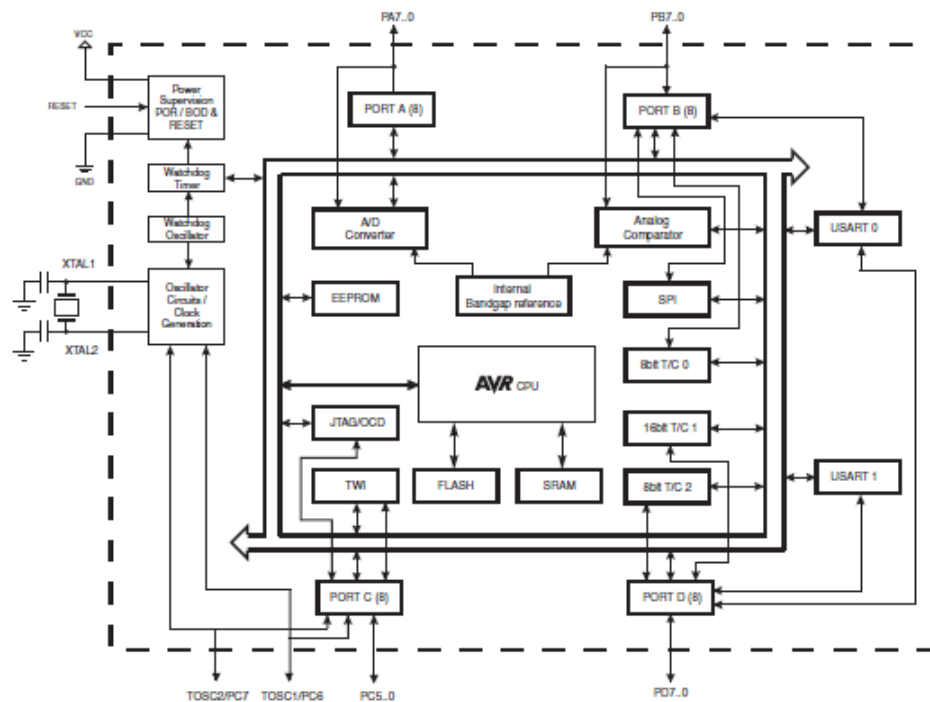 PA7..0
PB7..0
VCC
RESET
GND
Power
Supervision
POR / BOD &
RESET
PORT A (8)
PORT B (8)
Watchdog
Timer
Watchdog
Oscillator
A/D
Converter
Analog
Comparator
USART 0
XTAL1
XTAL2
Oscillator
Circuits /
Clock
Generation
EEPROM
Internal
Bandgap reference
SPI
AVR CPU
8bit T/C 0
JTAG/OCD
16bit T/C 1
TWI
FLASH
SRAM
8bit T/C 2
USART 1
PORT C (8)
PORT D (8)
TOSC2/PC7
TOSC1/PC6
PC5..0
PD7..0